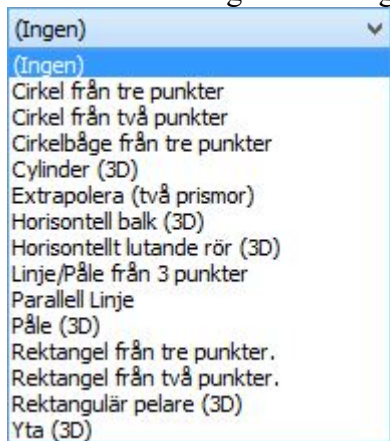 (Ingen)
(Ingen)
Cirkel från tre punkter
Cirkel från två punkter
Cirkelbåge från tre punkter
Cylinder (3D)
Extrapolera (två prismor)
Horisontell balk (3D)
Horisontellt lutande rör (3D)
Linje/Påle från 3 punkter
Parallell Linje
Påle (3D)
Rektangel från tre punkter.
Rektangel från två punkter.
Rektangulär pelare (3D)
Yta (3D)